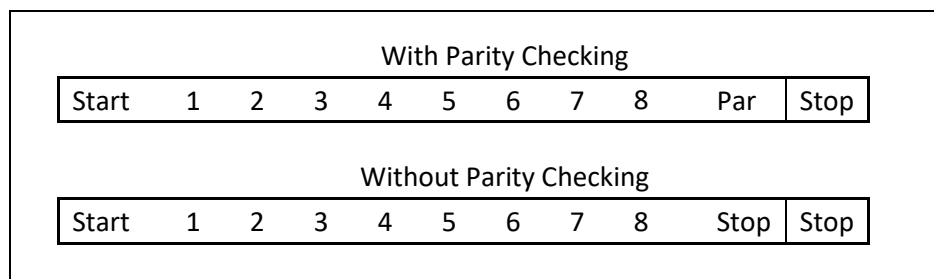 With Parity Checking
Start 1 2 3 4 5 6 7 8 Par Stop
Without Parity Checking
Start 1 2 3 4 5 6 7 8 Stop Stop